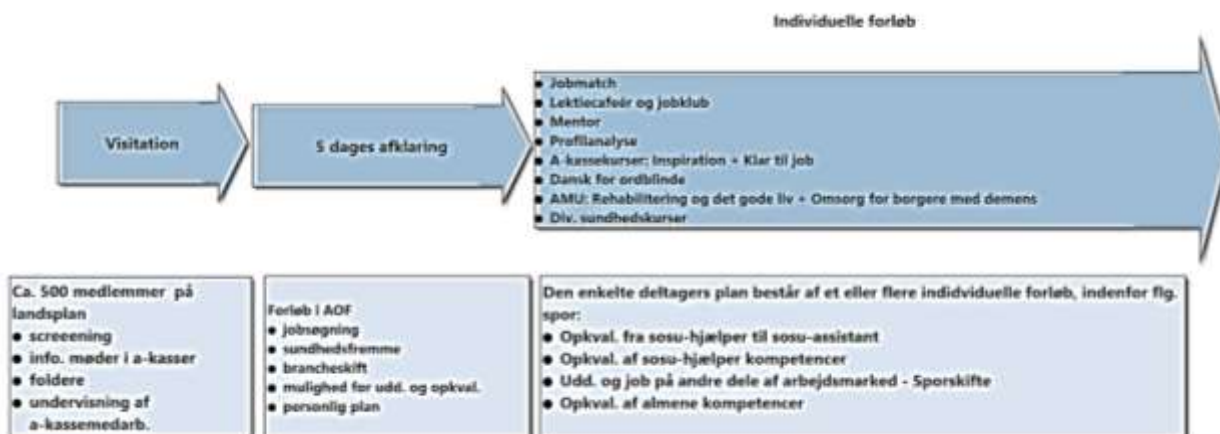 Individuelle forløb
Visitation
5 dages afklaring
● Jobmatch
● Lektiecafeér og jobklub
● Mentor
● Profilanalyse
● A-kassekurser: Inspiration + Klar til job
● Dansk for ordblinde
● AMU: Rehabilitering og det gode liv + Omsorg for borgere med demens
● Div. sundhedskurser
Ca. 500 medlemmer på
landsplan
● screeening
● info. møder i a-kasser
● foldere
● undervisning af
a-kassemedarb.
Forløb i AOF
● jobsøgning
● sundhedsfremme
● brancheskift
● mulighed for udd. og opkval.
● personlig plan
Den enkelte deltagers plan består af et eller flere indidviduelle forløb, indenfor flg.
spor:
● Opkval. fra sosu-hjælper til sosu-assistant
● Opkval. af sosu-hjælper kompetencer
● Udd. og job på andre dele af arbejdsmarked - Sporskifte
● Opkval. af almene kompetencer